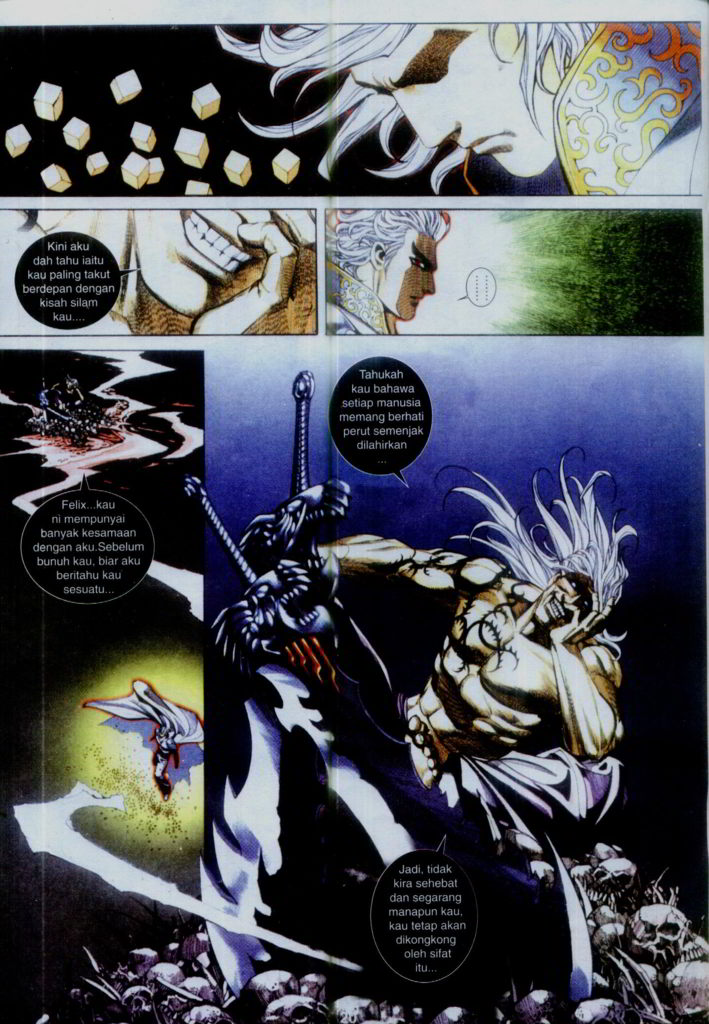 Kini aku
dah tahu iaitu
kau paling takut
berdepan dengan
kisah silam
kau....
Tahukah
kau bahawa
setiap manusia
memang berhati
perut semenjak
dilahirkan
...
Felix...kau
ni mempunyai
banyak kesamaan
dengan aku.Sebelum
bunuh kau, biar aku
beritahu kau
sesuatu...
Jadi, tidak
kira sehebat
dan segarang
manapun kau,
kau tetap akan
dikongkong
oleh sifat
itu...